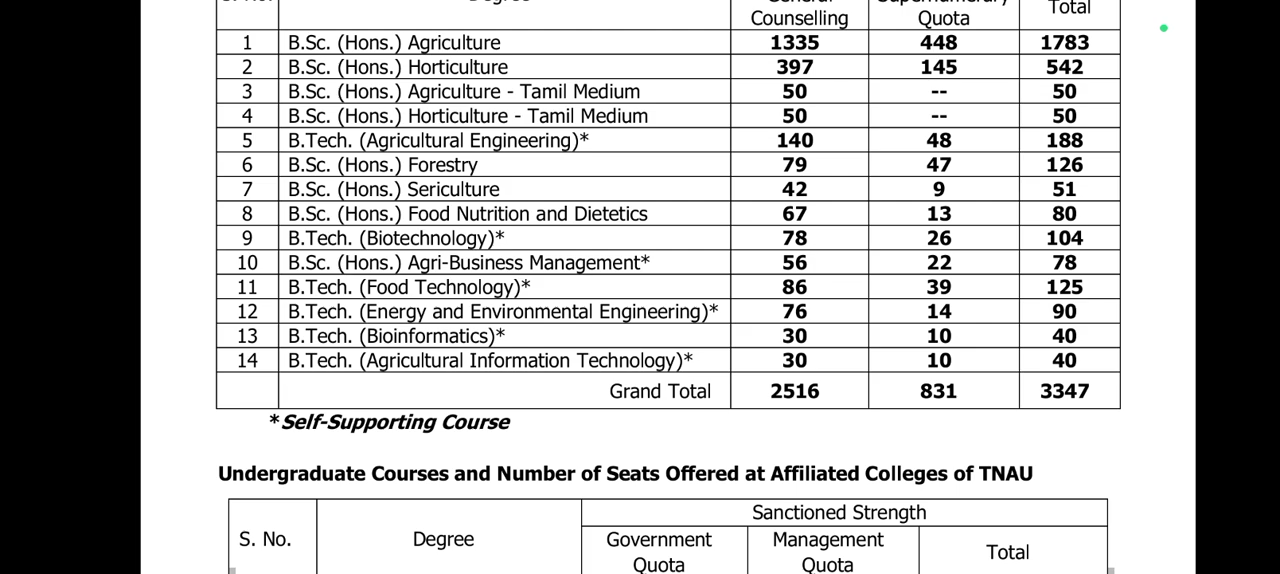 Counselling Quota Total
1 B.Sc. (Hons.) Agriculture 1335 448 1783
2 B.Sc. (Hons.) Horticulture 397 145 542
3 B.Sc. (Hons.) Agriculture - Tamil Medium 50 -- 50
4 B.Sc. (Hons.) Horticulture - Tamil Medium 50 -- 50
5 B.Tech. (Agricultural Engineering)* 140 48 188
6 B.Sc. (Hons.) Forestry 79 47 126
7 B.Sc. (Hons.) Sericulture 42 9 51
8 B.Sc. (Hons.) Food Nutrition and Dietetics 67 13 80
9 B.Tech. (Biotechnology)* 78 26 104
10 B.Sc. (Hons.) Agri-Business Management* 56 22 78
11 B.Tech. (Food Technology)* 86 39 125
12 B.Tech. (Energy and Environmental Engineering)* 76 14 90
13 B.Tech. (Bioinformatics)* 30 10 40
14 B.Tech. (Agricultural Information Technology)* 30 10 40
Grand Total 2516 831 3347
*Self-Supporting Course
Undergraduate Courses and Number of Seats Offered at Affiliated Colleges of TNAU
Sanctioned Strength
S. No. Degree Government Management Total
Quota Quota